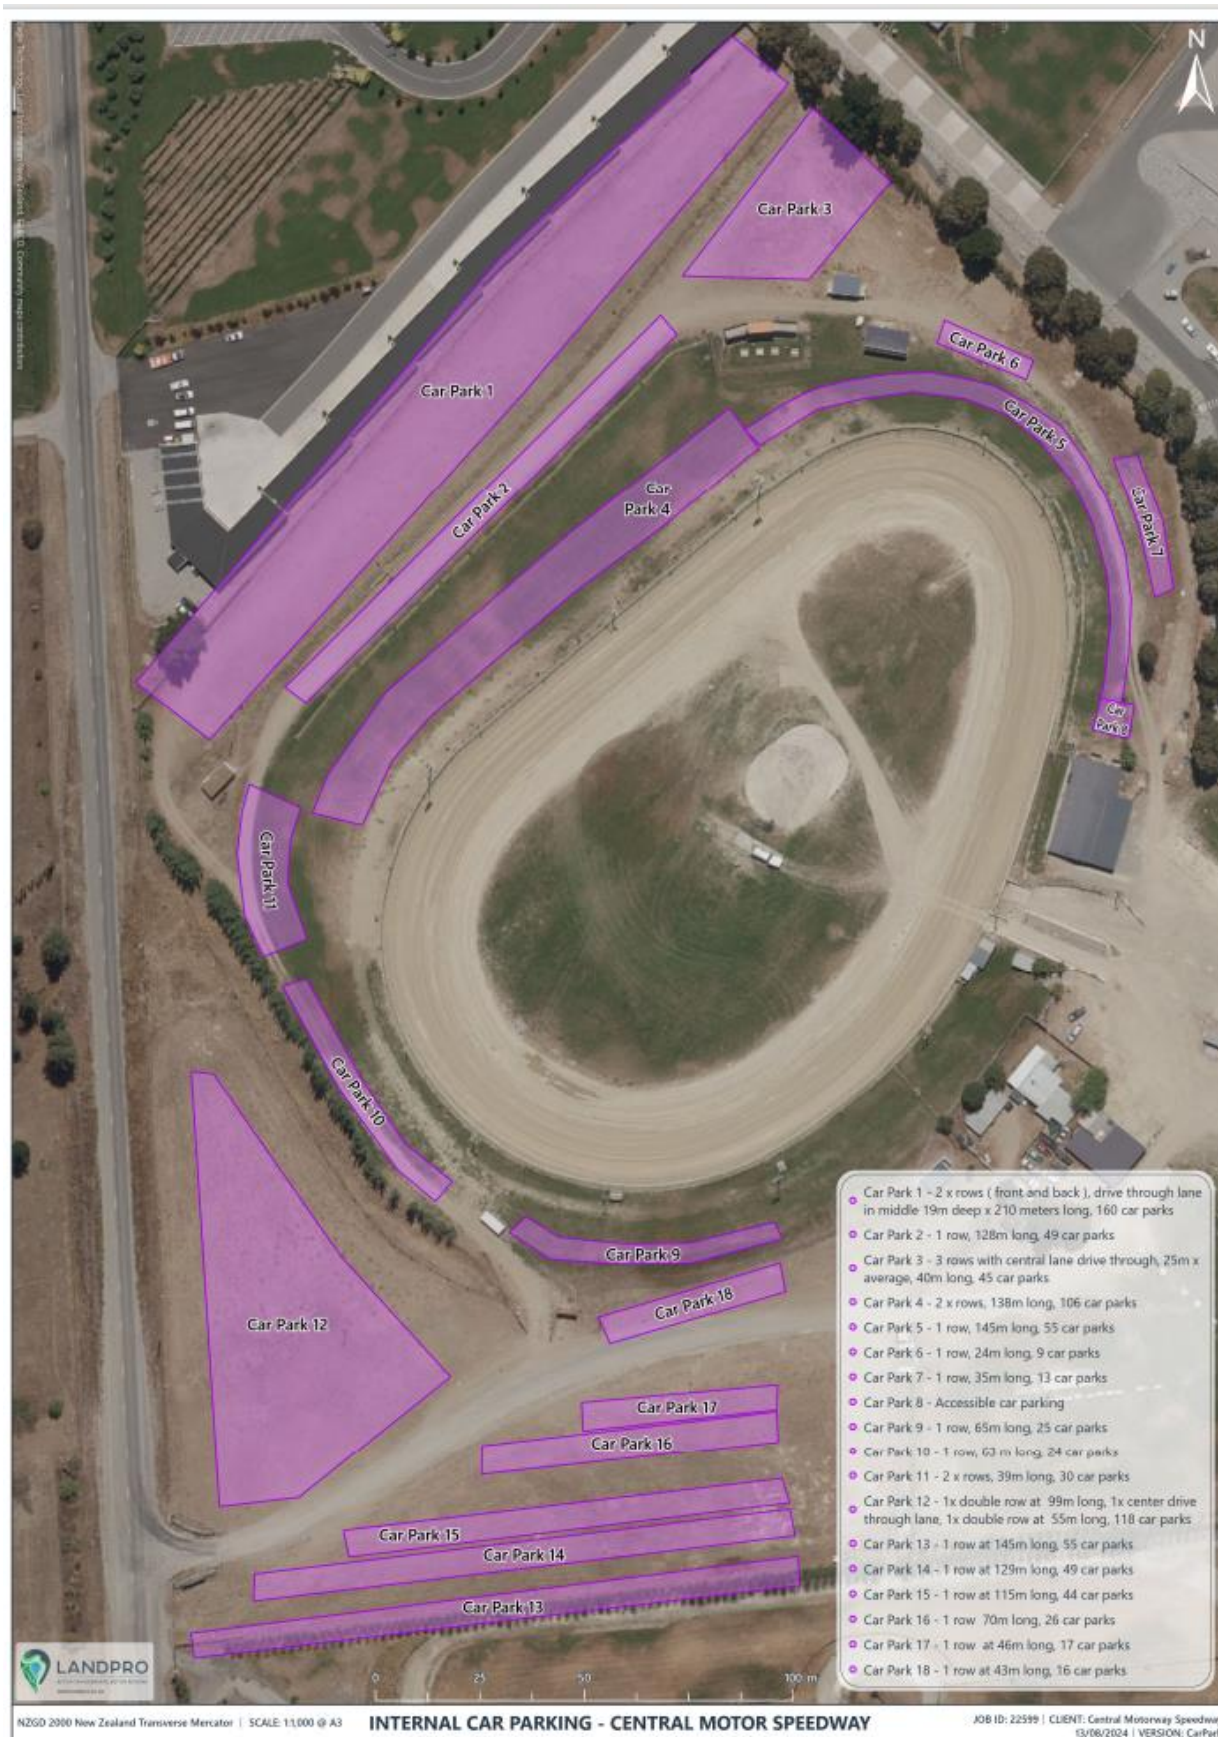 N
Car Park 3
Car Park 6
Car Park 1
Car Park 5
Car Park 2
Car
Park 4
Car Park 7
Car
Park 8
Car Park 11
Car Park 10
Car Park 9
Car Park 18
Car Park 12
Car Park 17
Car Park 16
Car Park 15
Car Park 14
Car Park 13
Car Park 1 - 2 x rows ( front and back ), drive through lane
in middle 19m deep x 210 meters long, 160 car parks
Car Park 2 - 1 row, 128m long, 49 car parks
Car Park 3 - 3 rows with central lane drive through, 25m x
average, 40m long, 45 car parks
Car Park 4 - 2 x rows, 138m long, 106 car parks
Car Park 5 - 1 row, 145m long, 55 car parks
Car Park 6 - 1 row, 24m long, 9 car parks
Car Park 7 - 1 row, 35m long, 13 car parks
Car Park 8 - Accessible car parking
Car Park 9 - 1 row, 65m long, 25 car parks
Car Park 10 - 1 row, 63 m long, 24 car parks
Car Park 11 - 2 x rows, 39m long, 30 car parks
Car Park 12 - 1x double row at 99m long, 1x center drive
through lane, 1x double row at 55m long, 118 car parks
Car Park 13 - 1 row at 145m long, 55 car parks
Car Park 14 - 1 row at 129m long, 49 car parks
Car Park 15 - 1 row at 115m long, 44 car parks
Car Park 16 - 1 row 70m long, 26 car parks
Car Park 17 - 1 row at 46m long, 17 car parks
Car Park 18 - 1 row at 43m long, 16 car parks
LANDPRO
0 25 50 100 m
NZGD 2000 New Zealand Transverse Mercator | SCALE: 1:1,000 @ A3
INTERNAL CAR PARKING - CENTRAL MOTOR SPEEDWAY
JOB ID: 22599 | CLIENT: Central Motorway Speedway
13/08/2024 | VERSION: CarPark